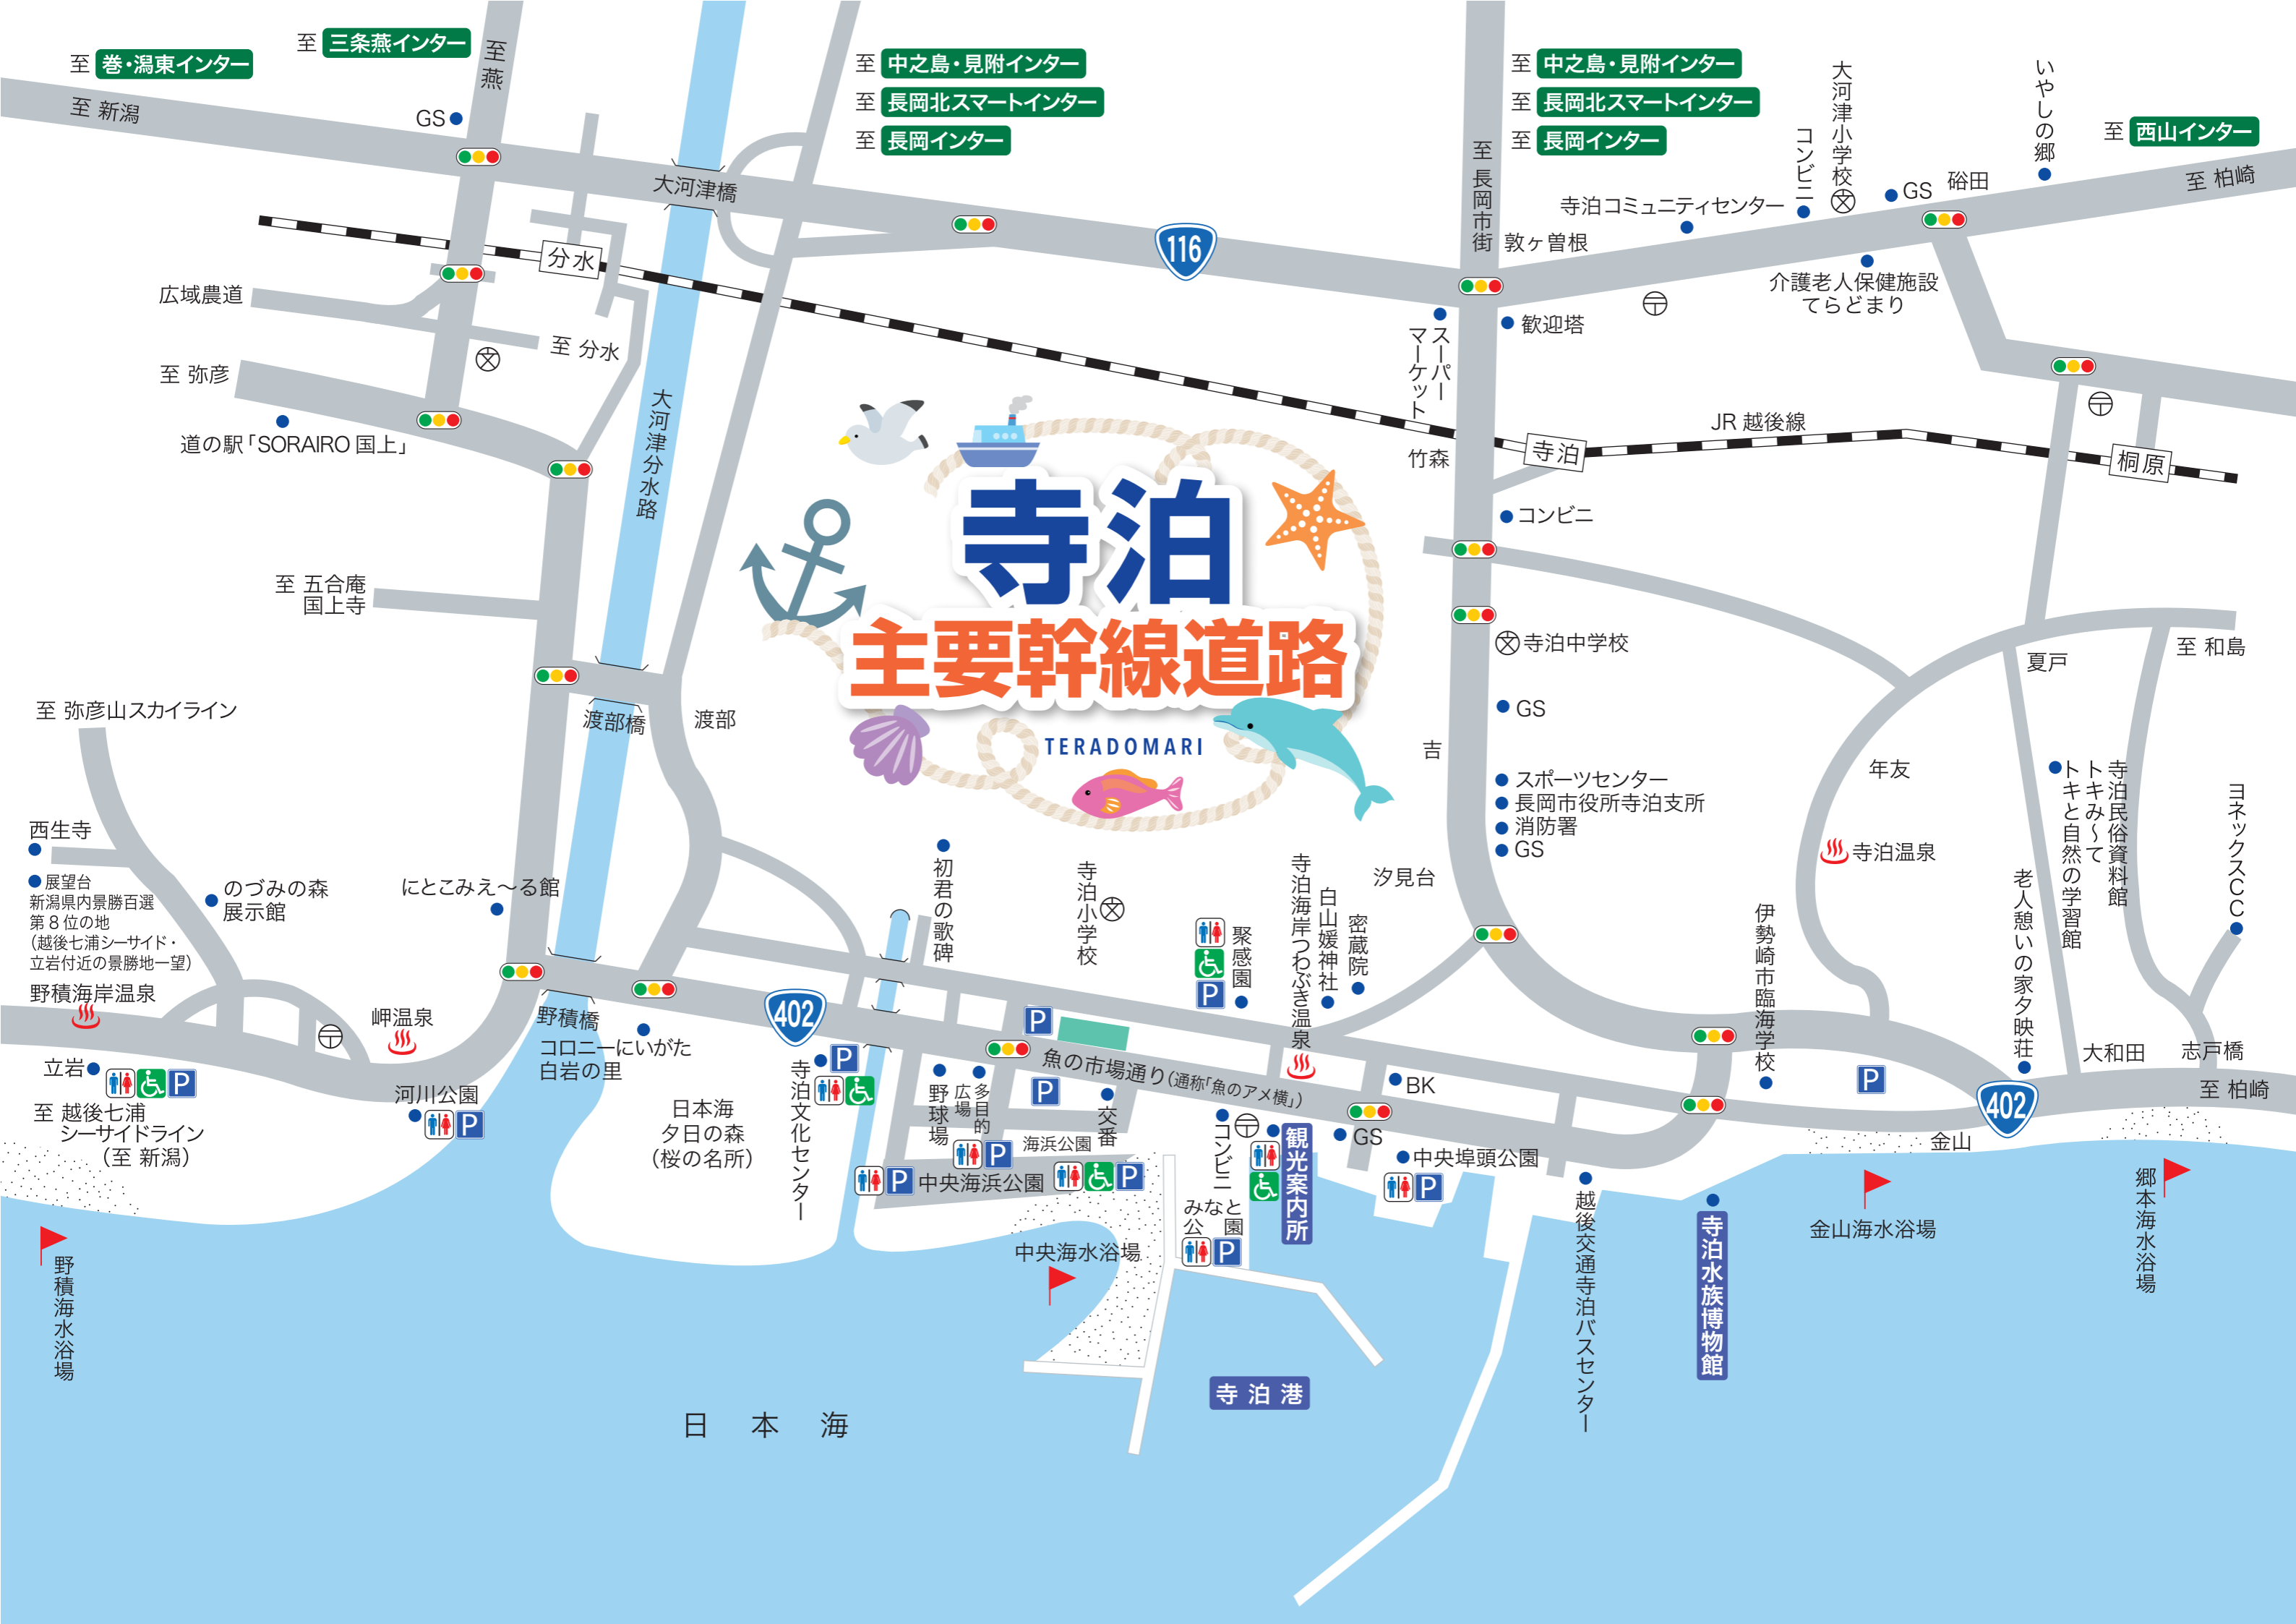 至 巻・潟東インター
至 三条燕インター
至 燕
至 新潟
GS
至 中之島・見附インター
至 長岡北スマートインター
至 長岡インター
至 中之島・見附インター
至 長岡北スマートインター
至 長岡インター
至 長岡市街
大河津小学校
コンビニ
いやしの郷
至 西山インター
至 柏崎
GS
硲田
寺泊コミュニティセンター
敦ヶ曽根
介護老人保健施設
てらどまり
大河津橋
116
分水
広域農道
至 分水
至 弥彦
道の駅「SORAIRO 国上」
大河津分水路
スーパー
マーケット
歓迎塔
竹森
寺泊
JR 越後線
桐原
コンビニ
寺泊
主要幹線道路
TERADOMARI
至 五合庵
国上寺
渡部橋
渡部
寺泊中学校
GS
吉
スポーツセンター
長岡市役所寺泊支所
消防署
GS
夏戸
至 和島
年友
寺泊温泉
寺泊民俗資料館
トキみ~て
トキと自然の学習館
ヨネックスCC
至 弥彦山スカイライン
西生寺
展望台
新潟県内景勝百選
第8位の地
(越後七浦シーサイド・
立岩付近の景勝地一望)
野積海岸温泉
のづみの森
展示館
にとこみえ~る館
岬温泉
立岩
P
至 越後七浦
シーサイドライン
(至 新潟)
河川公園
P
野積橋
コロニーにいがた
白岩の里
日本海
夕日の森
(桜の名所)
402
初君の歌碑
寺泊小学校
P
聚感園
P
寺泊海岸つわぶき温泉
白山媛神社
密蔵院
汐見台
伊勢崎市臨海学校
老人憩いの家夕映荘
大和田
志戸橋
至 柏崎
402
P
金山
魚の市場通り(通称「魚のアメ横」)
BK
GS
寺泊文化センター
P
野球場
多目的
広場
P
P
交番
海浜公園
P
中央海浜公園
P
コンビニ
観光案内所
みなと
公園
P
中央埠頭公園
P
越後交通寺泊バスセンター
寺泊水族博物館
金山海水浴場
郷本海水浴場
中央海水浴場
野積海水浴場
寺泊港
日本海